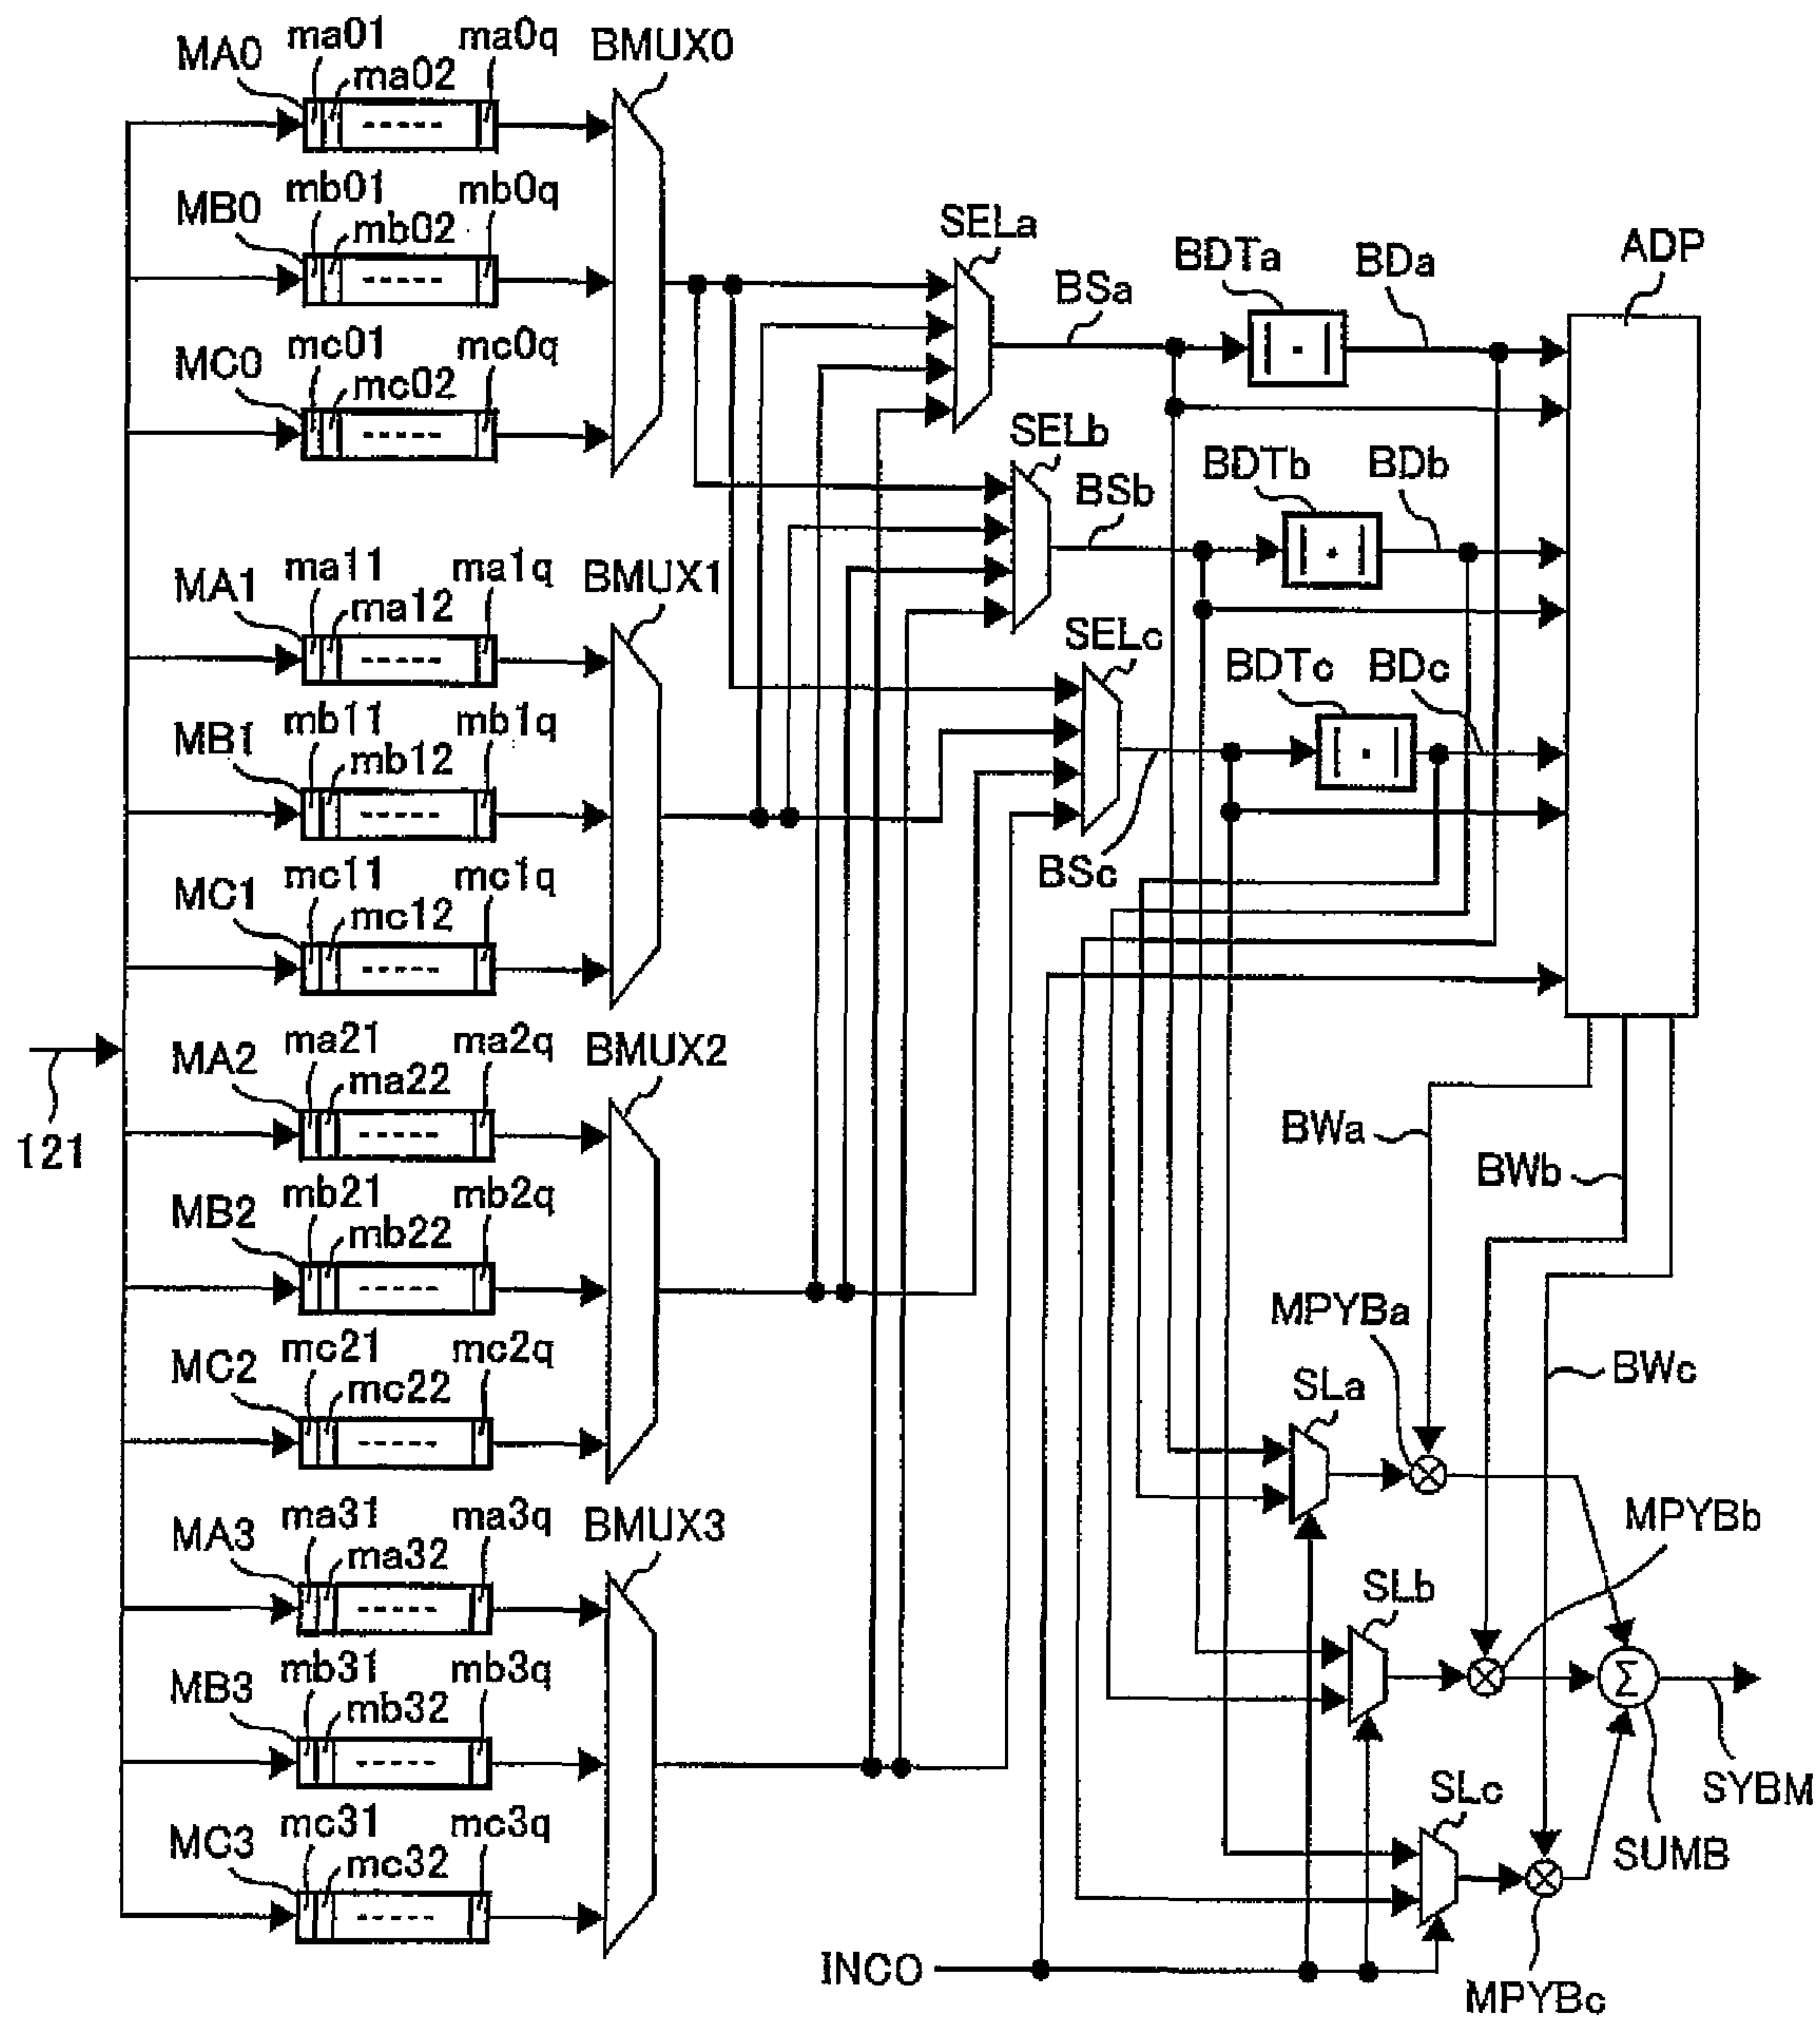 MA0 ma01 ma0q BMUX0
ma02
MB0 mb01 mb0q
mb02
MC0 mc01 mc0q
mc02
SELa BSa BDTa BDa ADP
SELb BSb BDTb BDb
MA1 ma11 ma1q BMUX1
ma12
SELc BDTc BDc
MB1 mb11 mb1q
mb12
BSc
MC1 mc11 mc1q
mc12
121
MA2 ma21 ma2q BMUX2
ma22
BWa
BWb
MB2 mb21 mb2q
mb22
MPYBa
MC2 mc21 mc2q
mc22
SLa BWc
MA3 ma31 ma3q BMUX3
ma32
MPYBb
SLb
MB3 mb31 mb3q
mb32
Σ
SYBM
MC3 mc31 mc3q
mc32
SLc
SUMB
INCO
MPYBc